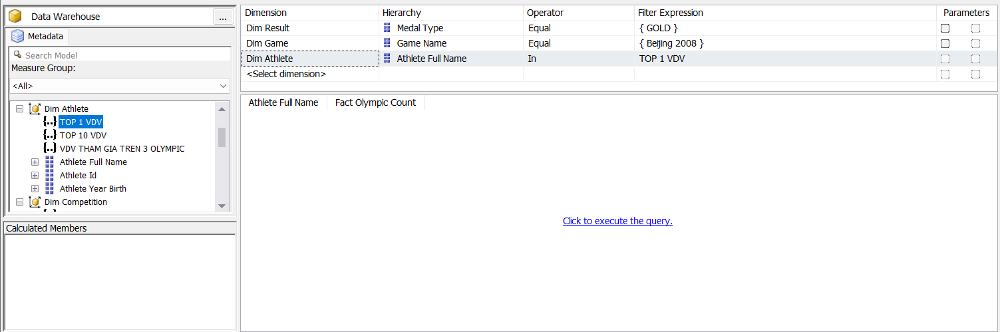 Data Warehouse
...
Metadata
Search Model
Measure Group:
<All>
Dim Athlete
TOP 1 VDV
TOP 10 VDV
VDV THAM GIA TREN 3 OLYMPIC
Athlete Full Name
Athlete Id
Athlete Year Birth
Dim Competition
Calculated Members
Dimension Hierarchy Operator Filter Expression Parameters
Dim Result Medal Type Equal { GOLD }
Dim Game Game Name Equal { Beijing 2008 }
Dim Athlete Athlete Full Name In TOP 1 VDV
<Select dimension>
Athlete Full Name Fact Olympic Count
Click to execute the query.